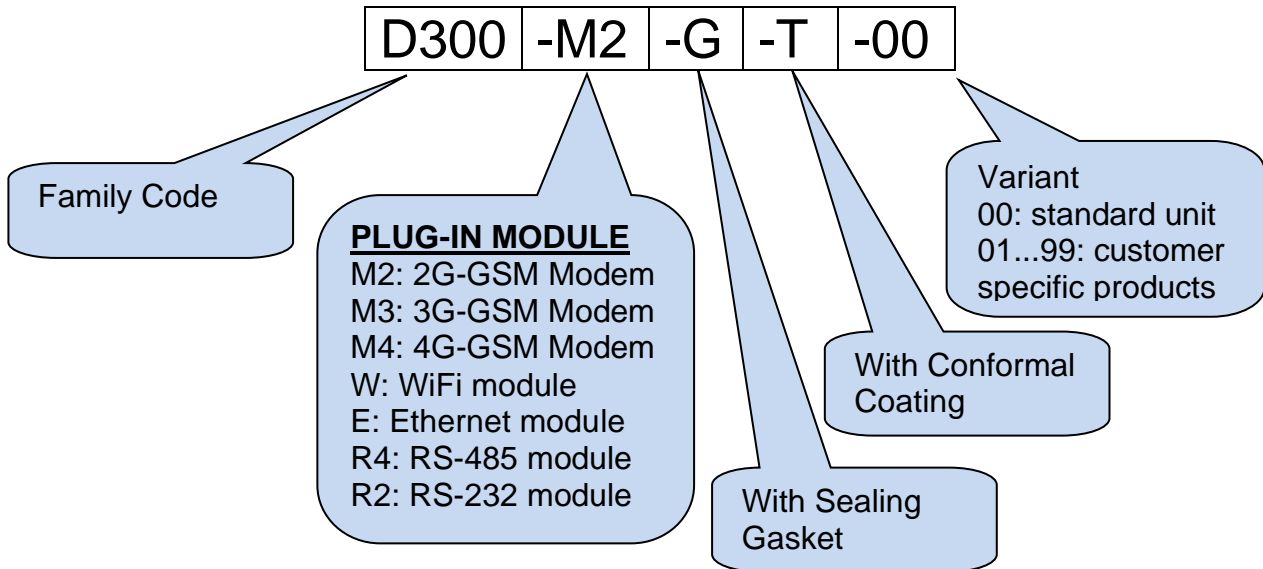 D300 -M2 -G -T -00
Family Code
PLUG-IN MODULE
M2: 2G-GSM Modem
M3: 3G-GSM Modem
M4: 4G-GSM Modem
W: WiFi module
E: Ethernet module
R4: RS-485 module
R2: RS-232 module
With Sealing
Gasket
With Conformal
Coating
Variant
00: standard unit
01...99: customer
specific products